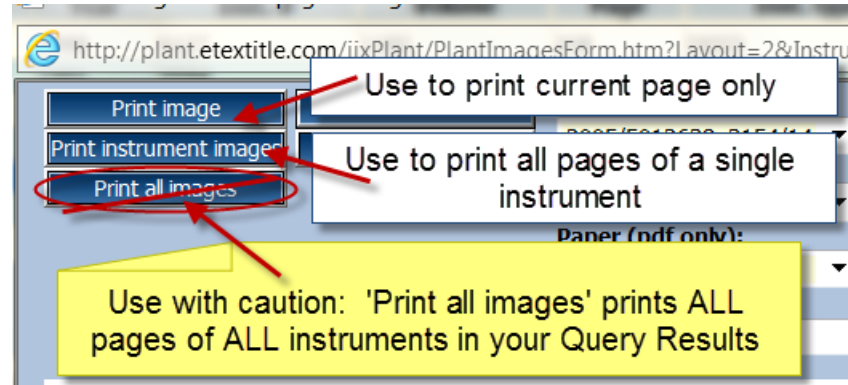 http://plant.etextitle.com/iixPlant/PlantImagesForm.htm?Layout=2&Instru
Use to print current page only
Print image
Print instrument images
Use to print all pages of a single
instrument
Print all images
Paper (pdf only):
Use with caution: 'Print all images' prints ALL
pages of ALL instruments in your Query Results